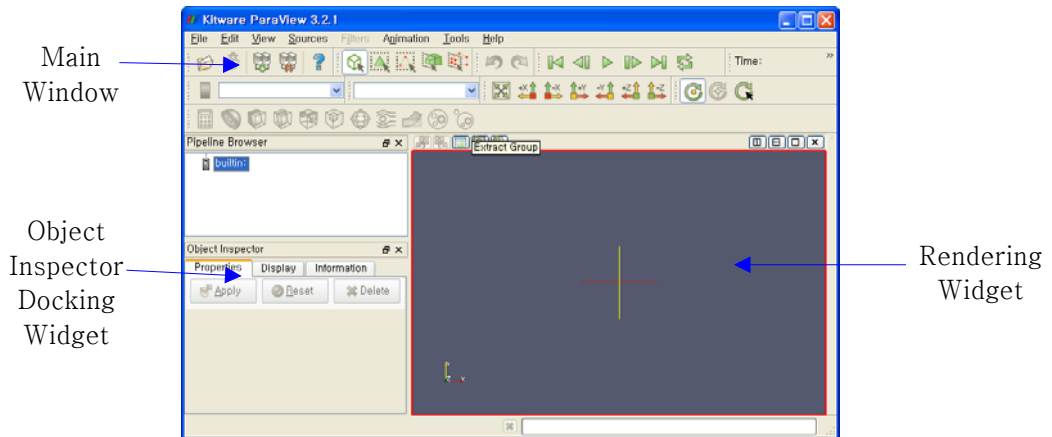 Kitware ParaView 3.2.1
File Edit View Sources Filters Animation Tools Help
Main
Window
Time:
Pipeline Browser
Extract Group
builtin:
Object
Inspector
Docking
Widget
Object Inspector
Properties Display Information
Apply Reset Delete
Rendering
Widget